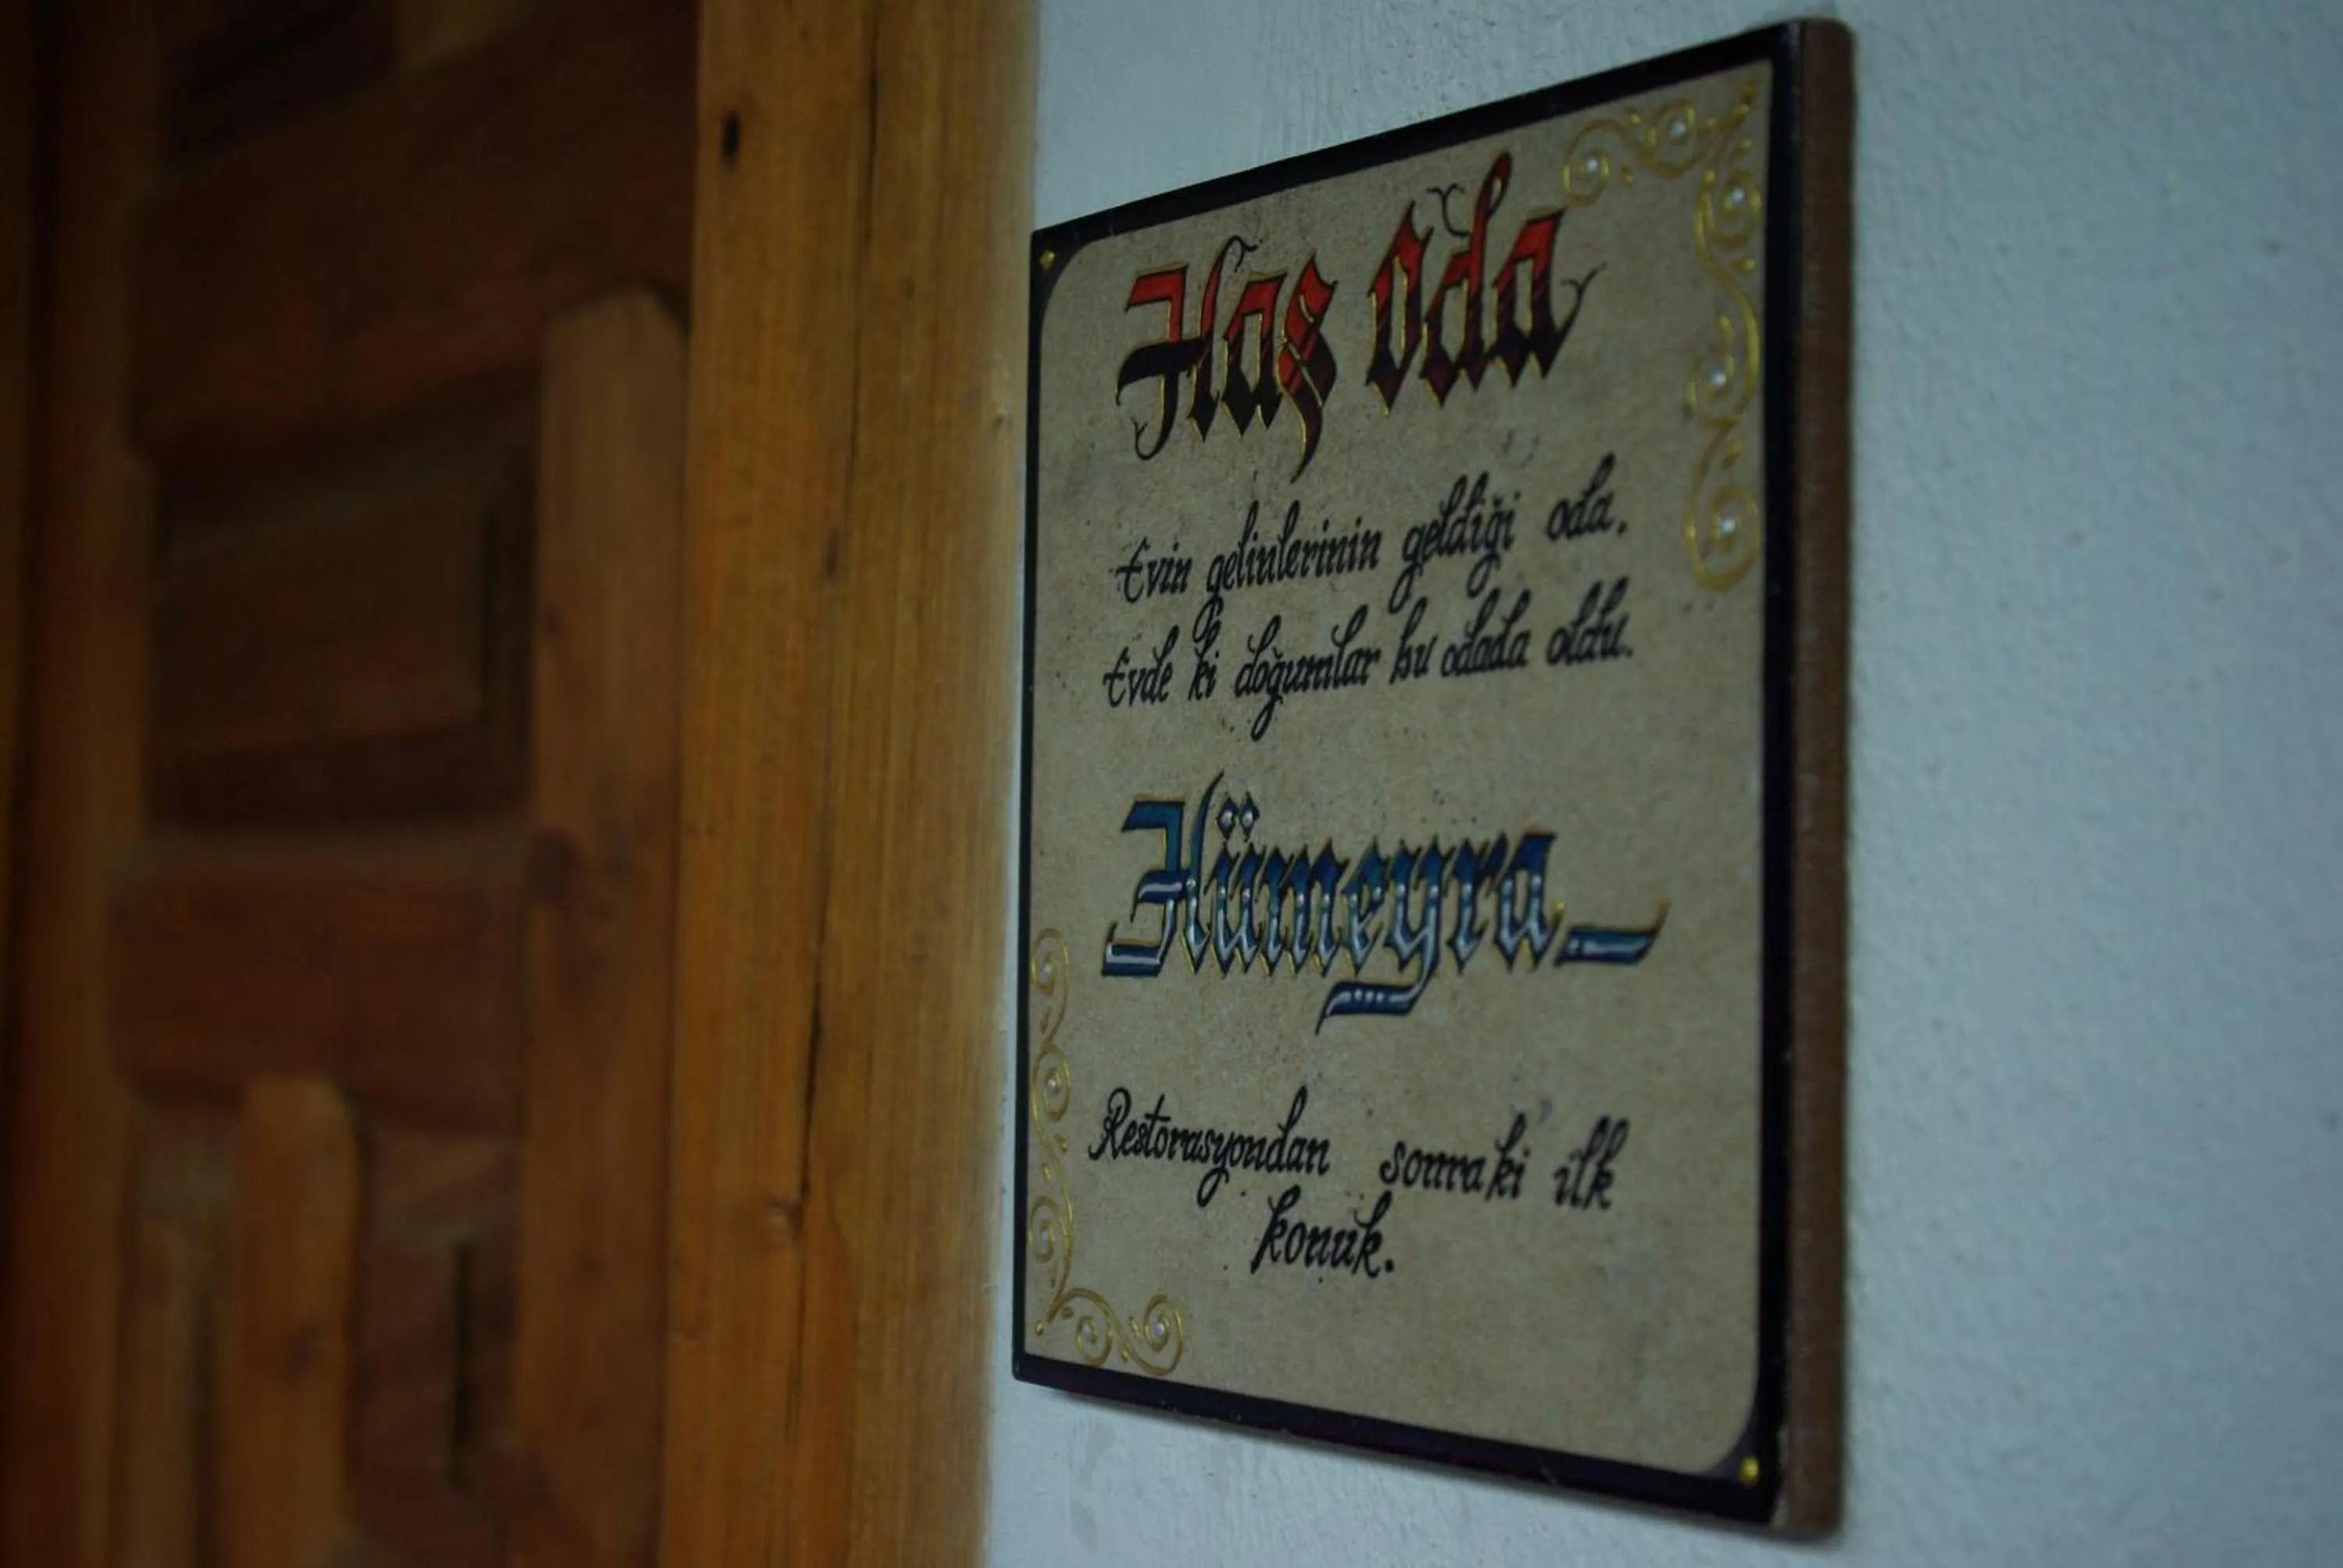 Has Oda
Evin gelinlerinin geldiği oda.
Evde ki doğumlar bu odada oldu.
Hümeyra
Restorasyondan sonraki ilk
konuk.